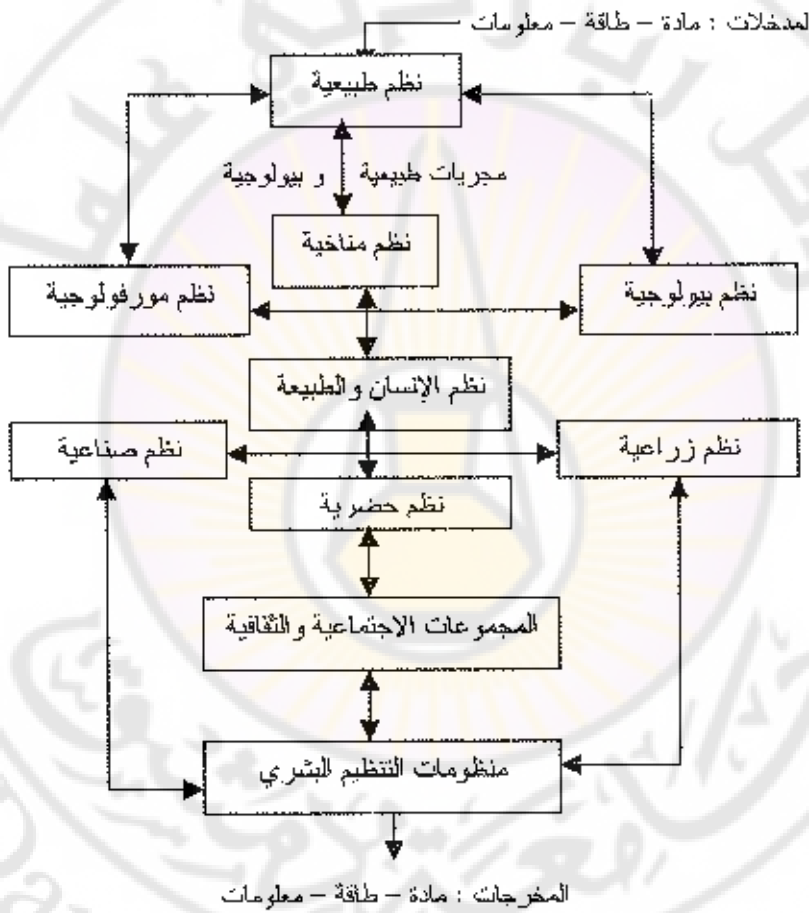 المدخلات : مادة – طاقة – معلومات
نظم طبيعية
مجريات طبيعية و بيولوجية
نظم مناخية
نظم بيولوجية
نظم مورفولوجية
نظم الإنسان والطبيعة
نظم زراعية
نظم صناعية
نظم حضرية
المجموعات الاجتماعية والثقافية
منظومات التنظيم البشري
المخرجات : مادة – طاقة – معلومات